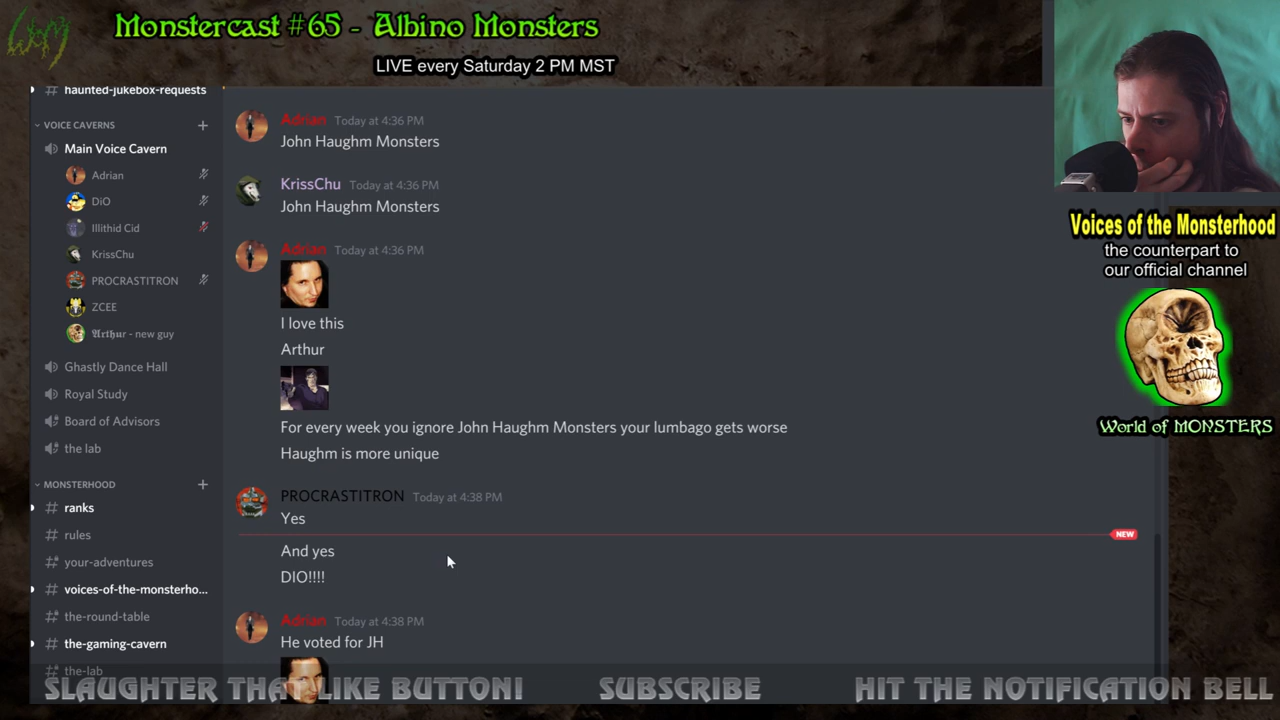 WoM
Monstercast #65 - Albino Monsters
LIVE every Saturday 2 PM MST
# haunted-jukebox-requests
VOICE CAVERNS +
Main Voice Cavern
Adrian
DiO
Illithid Cid
KrissChu
PROCRASTITRON
ZCEE
𝕬𝖗𝖙𝖍𝖚𝖗 - new guy
Ghastly Dance Hall
Royal Study
Board of Advisors
the lab
MONSTERHOOD +
# ranks
# rules
# your-adventures
# voices-of-the-monsterho...
# the-round-table
# the-gaming-cavern
# the-lab
Adrian Today at 4:36 PM
John Haughm Monsters
KrissChu Today at 4:36 PM
John Haughm Monsters
Adrian Today at 4:36 PM
I love this
Arthur
For every week you ignore John Haughm Monsters your lumbago gets worse
Haughm is more unique
PROCRASTITRON Today at 4:38 PM
Yes
NEW
And yes
DIO!!!!
Adrian Today at 4:38 PM
He voted for JH
Voices of the Monsterhood
the counterpart to
our official channel
World of MONSTERS
SLAUGHTER THAT LIKE BUTTON! SUBSCRIBE HIT THE NOTIFICATION BELL